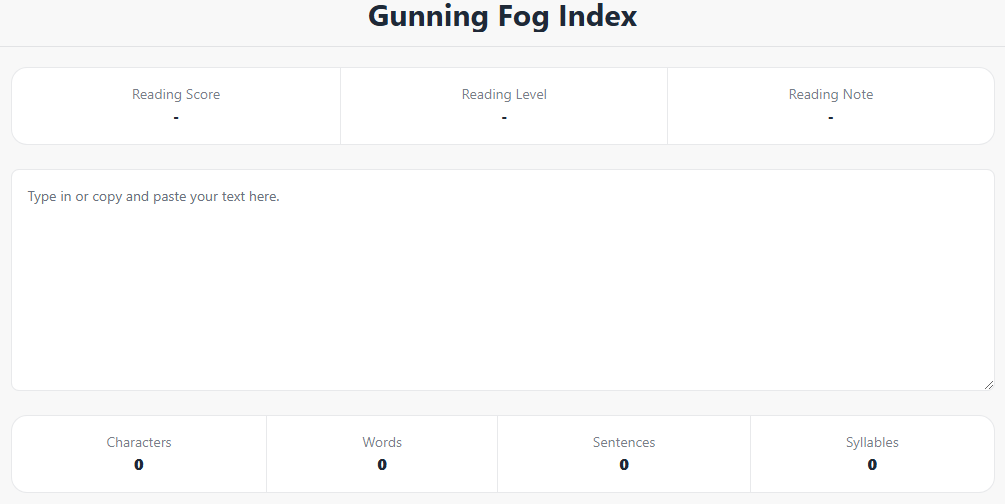 Gunning Fog Index
Reading Score Reading Level Reading Note
- - -
Type in or copy and paste your text here.
Characters Words Sentences Syllables
0 0 0 0